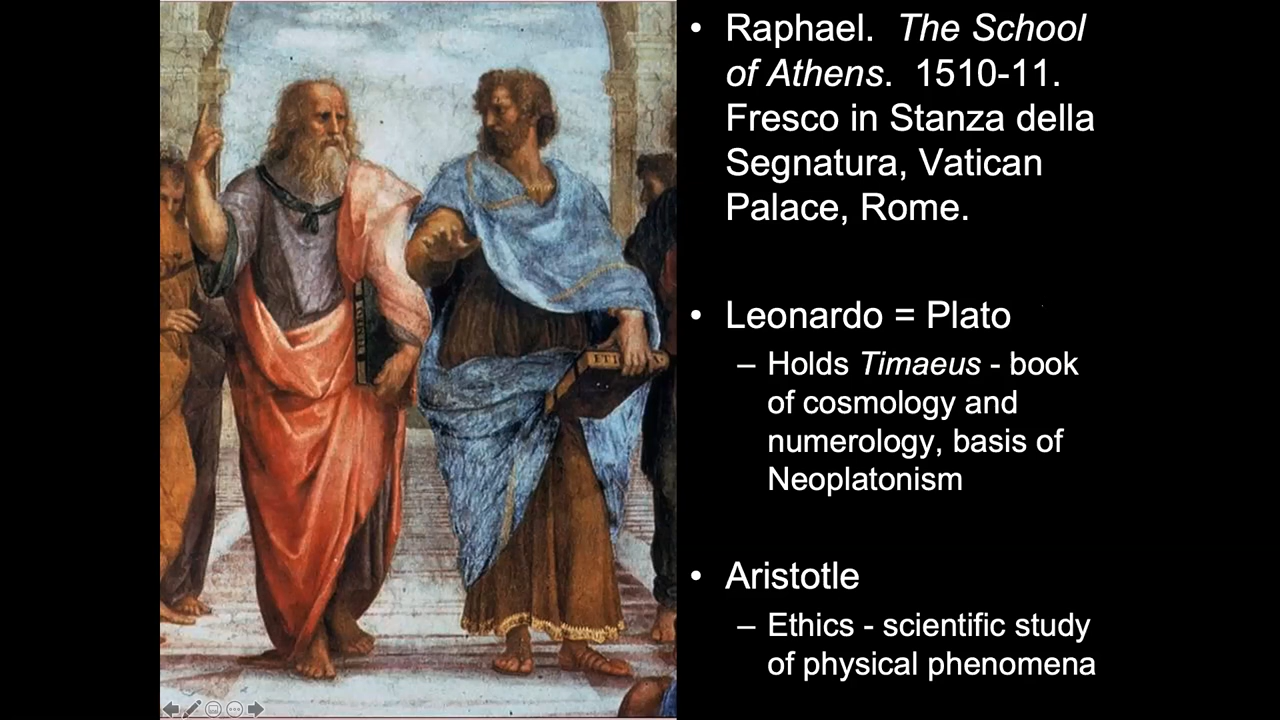 • Raphael. The School
of Athens. 1510-11.
Fresco in Stanza della
Segnatura, Vatican
Palace, Rome.
• Leonardo = Plato
– Holds Timaeus - book
of cosmology and
numerology, basis of
Neoplatonism
• Aristotle
– Ethics - scientific study
of physical phenomena